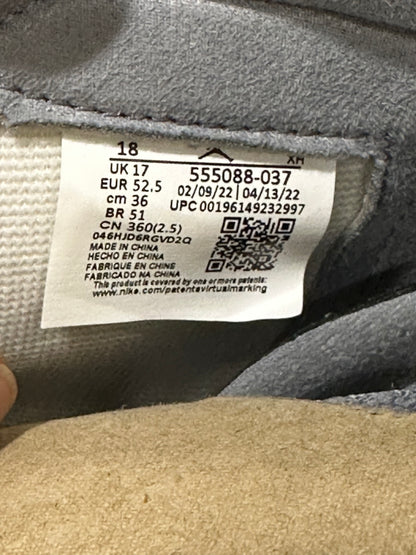 18
XH
UK 17
555088-037
EUR 52,5
02/09/22 | 04/13/22
cm 36
UPC 00196149232997
BR 51
CN 360(2.5)
046HJD6RGVD2Q
MADE IN CHINA
HECHO EN CHINA
FABRIQUE EN CHINE
FABRICADO NA CHINA
This product is covered by one or more patents:
www.nike.com/patentsvirtualmarking